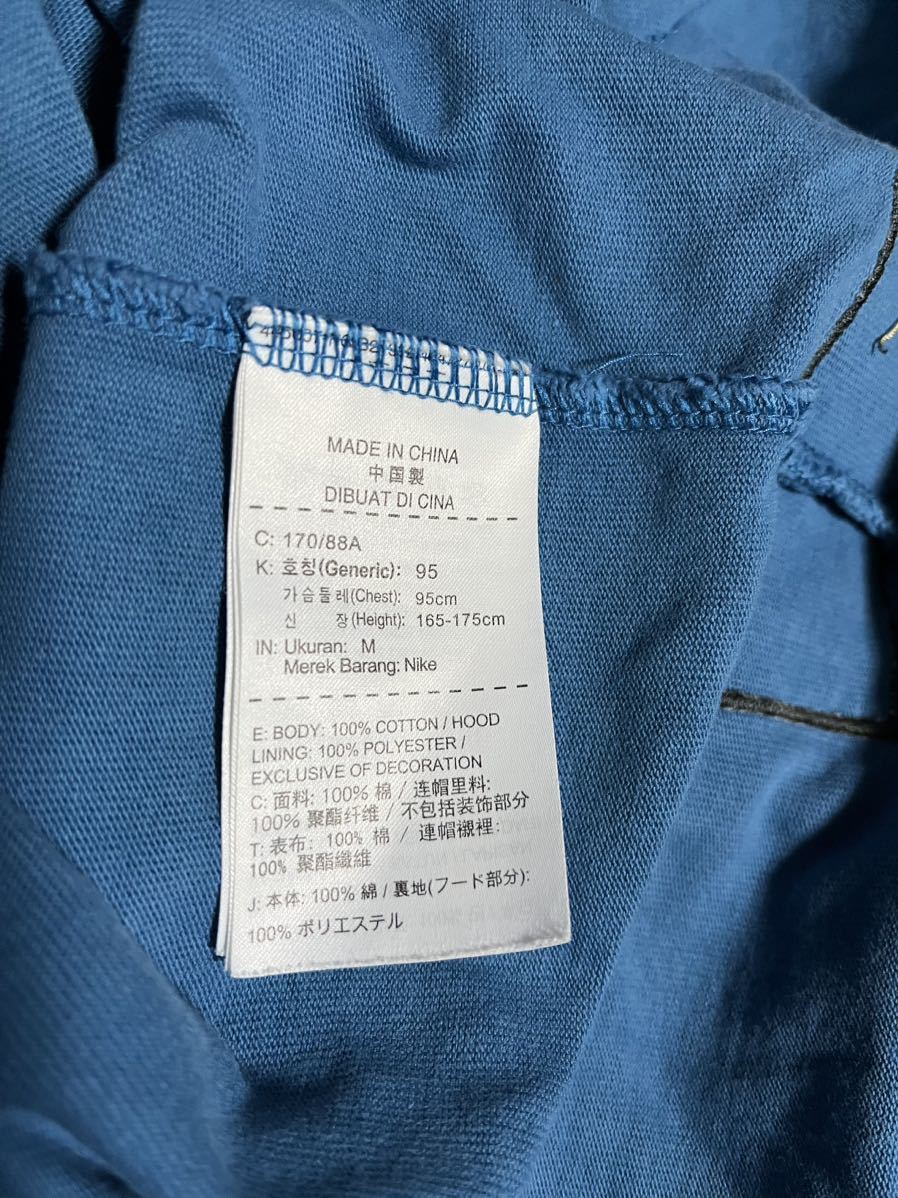 MADE IN CHINA
中国製
DIBUAT DI CINA
C: 170/88A
K: 호칭(Generic): 95
가슴둘레(Chest): 95cm
신 장(Height): 165-175cm
IN: Ukuran: M
Merek Barang: Nike
E: BODY: 100% COTTON / HOOD
LINING: 100% POLYESTER /
EXCLUSIVE OF DECORATION
C: 面料: 100% 棉 / 连帽里料:
100% 聚酯纤维 / 不包括装饰部分
T: 表布: 100% 棉 / 連帽襯裡:
100% 聚酯纖維
J: 本体: 100% 綿 / 裏地(フード部分):
100% ポリエステル